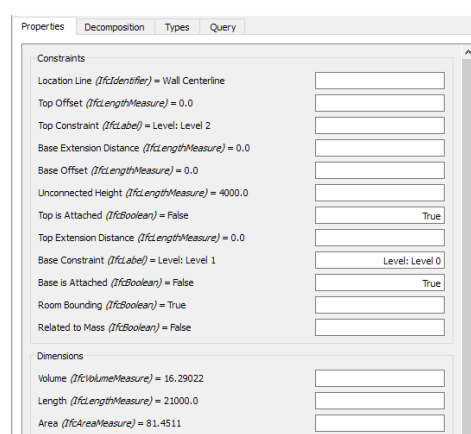 Properties Decomposition Types Query
Constraints
Location Line (IfcIdentifier) = Wall Centerline
Top Offset (IfcLengthMeasure) = 0.0
Top Constraint (IfcLabel) = Level: Level 2
Base Extension Distance (IfcLengthMeasure) = 0.0
Base Offset (IfcLengthMeasure) = 0.0
Unconnected Height (IfcLengthMeasure) = 4000.0
Top is Attached (IfcBoolean) = False True
Top Extension Distance (IfcLengthMeasure) = 0.0
Base Constraint (IfcLabel) = Level: Level 1 Level: Level 0
Base is Attached (IfcBoolean) = False True
Room Bounding (IfcBoolean) = True
Related to Mass (IfcBoolean) = False
Dimensions
Volume (IfcVolumeMeasure) = 16.29022
Length (IfcLengthMeasure) = 21000.0
Area (IfcAreaMeasure) = 81.4511